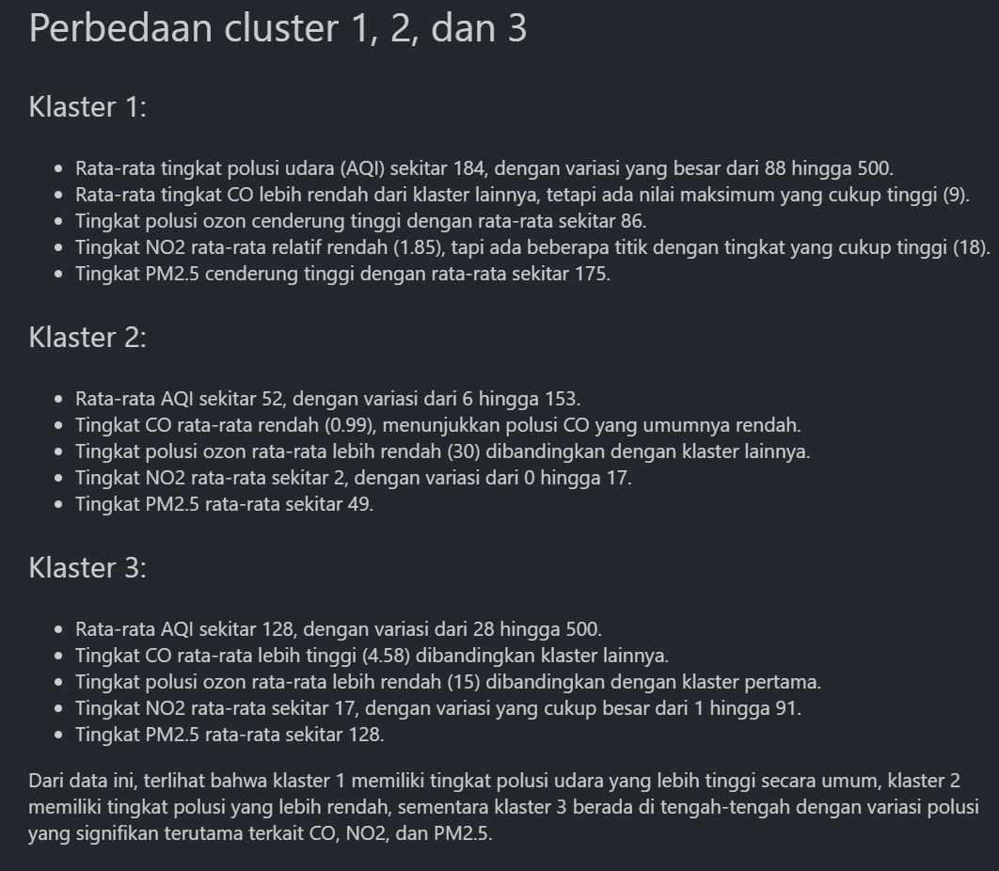 Perbedaan cluster 1, 2, dan 3
Klaster 1:
Rata-rata tingkat polusi udara (AQI) sekitar 184, dengan variasi yang besar dari 88 hingga 500.
Rata-rata tingkat CO lebih rendah dari klaster lainnya, tetapi ada nilai maksimum yang cukup tinggi (9).
Tingkat polusi ozon cenderung tinggi dengan rata-rata sekitar 86.
Tingkat NO2 rata-rata relatif rendah (1.85), tapi ada beberapa titik dengan tingkat yang cukup tinggi (18).
Tingkat PM2.5 cenderung tinggi dengan rata-rata sekitar 175.
Klaster 2:
Rata-rata AQI sekitar 52, dengan variasi dari 6 hingga 153.
Tingkat CO rata-rata rendah (0.99), menunjukkan polusi CO yang umumnya rendah.
Tingkat polusi ozon rata-rata lebih rendah (30) dibandingkan dengan klaster lainnya.
Tingkat NO2 rata-rata sekitar 2, dengan variasi dari 0 hingga 17.
Tingkat PM2.5 rata-rata sekitar 49.
Klaster 3:
Rata-rata AQI sekitar 128, dengan variasi dari 28 hingga 500.
Tingkat CO rata-rata lebih tinggi (4.58) dibandingkan klaster lainnya.
Tingkat polusi ozon rata-rata lebih rendah (15) dibandingkan dengan klaster pertama.
Tingkat NO2 rata-rata sekitar 17, dengan variasi yang cukup besar dari 1 hingga 91.
Tingkat PM2.5 rata-rata sekitar 128.
Dari data ini, terlihat bahwa klaster 1 memiliki tingkat polusi udara yang lebih tinggi secara umum, klaster 2
memiliki tingkat polusi yang lebih rendah, sementara klaster 3 berada di tengah-tengah dengan variasi polusi
yang signifikan terutama terkait CO, NO2, dan PM2.5.